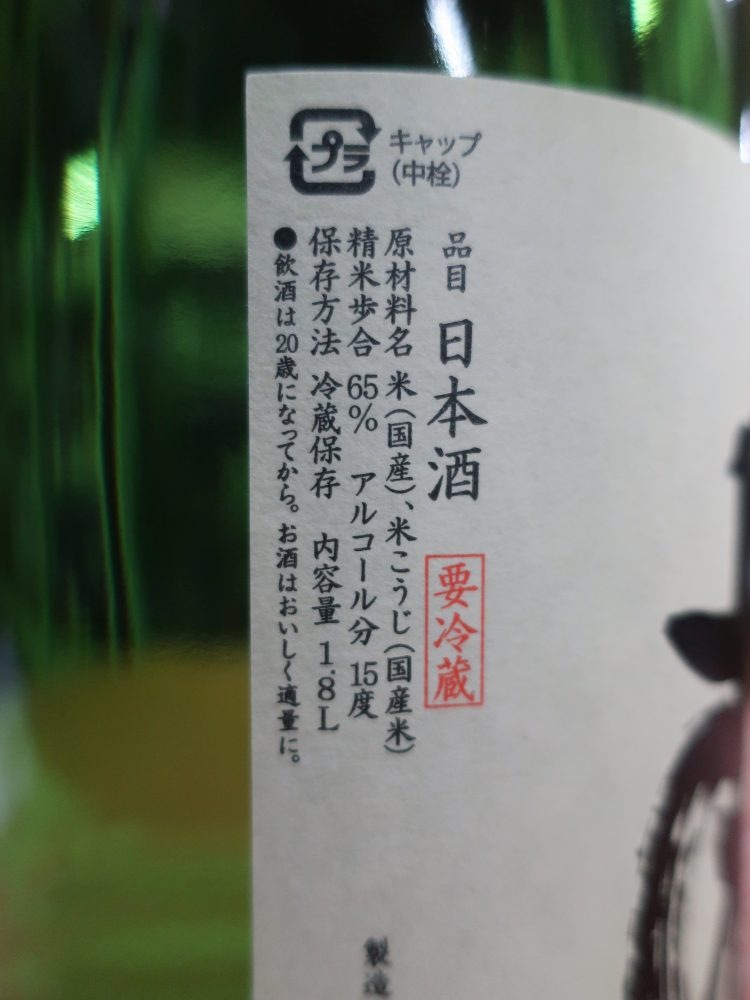 プラ
キャップ
(中栓)
品目 日本酒
要冷蔵
原材料名 米(国産)、米こうじ(国産米)
精米歩合 65% アルコール分 15度
保存方法 冷蔵保存 内容量 1.8L
●飲酒は20歳になってから。お酒はおいしく適量に。
製造